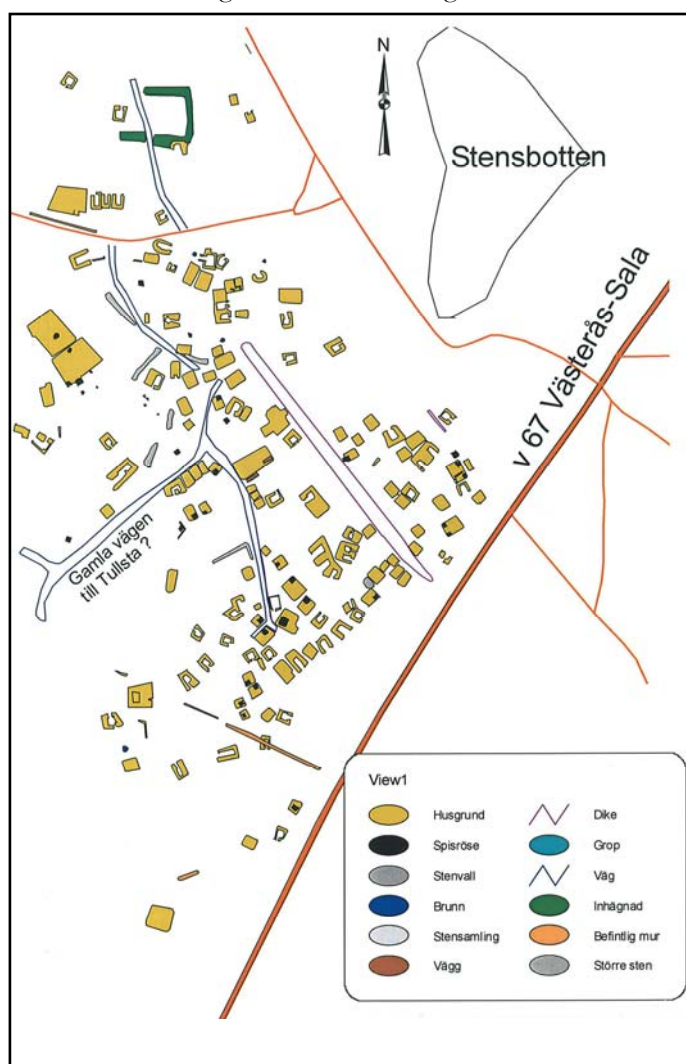 N
Stensbotten
v 67 Västerås-Sala
Gamla vägen
till Tullsta ?
View1
Husgrund
Spisröse
Stenvall
Brunn
Stensamling
Vägg
Dike
Grop
Väg
Inhägnad
Befintlig mur
Större sten